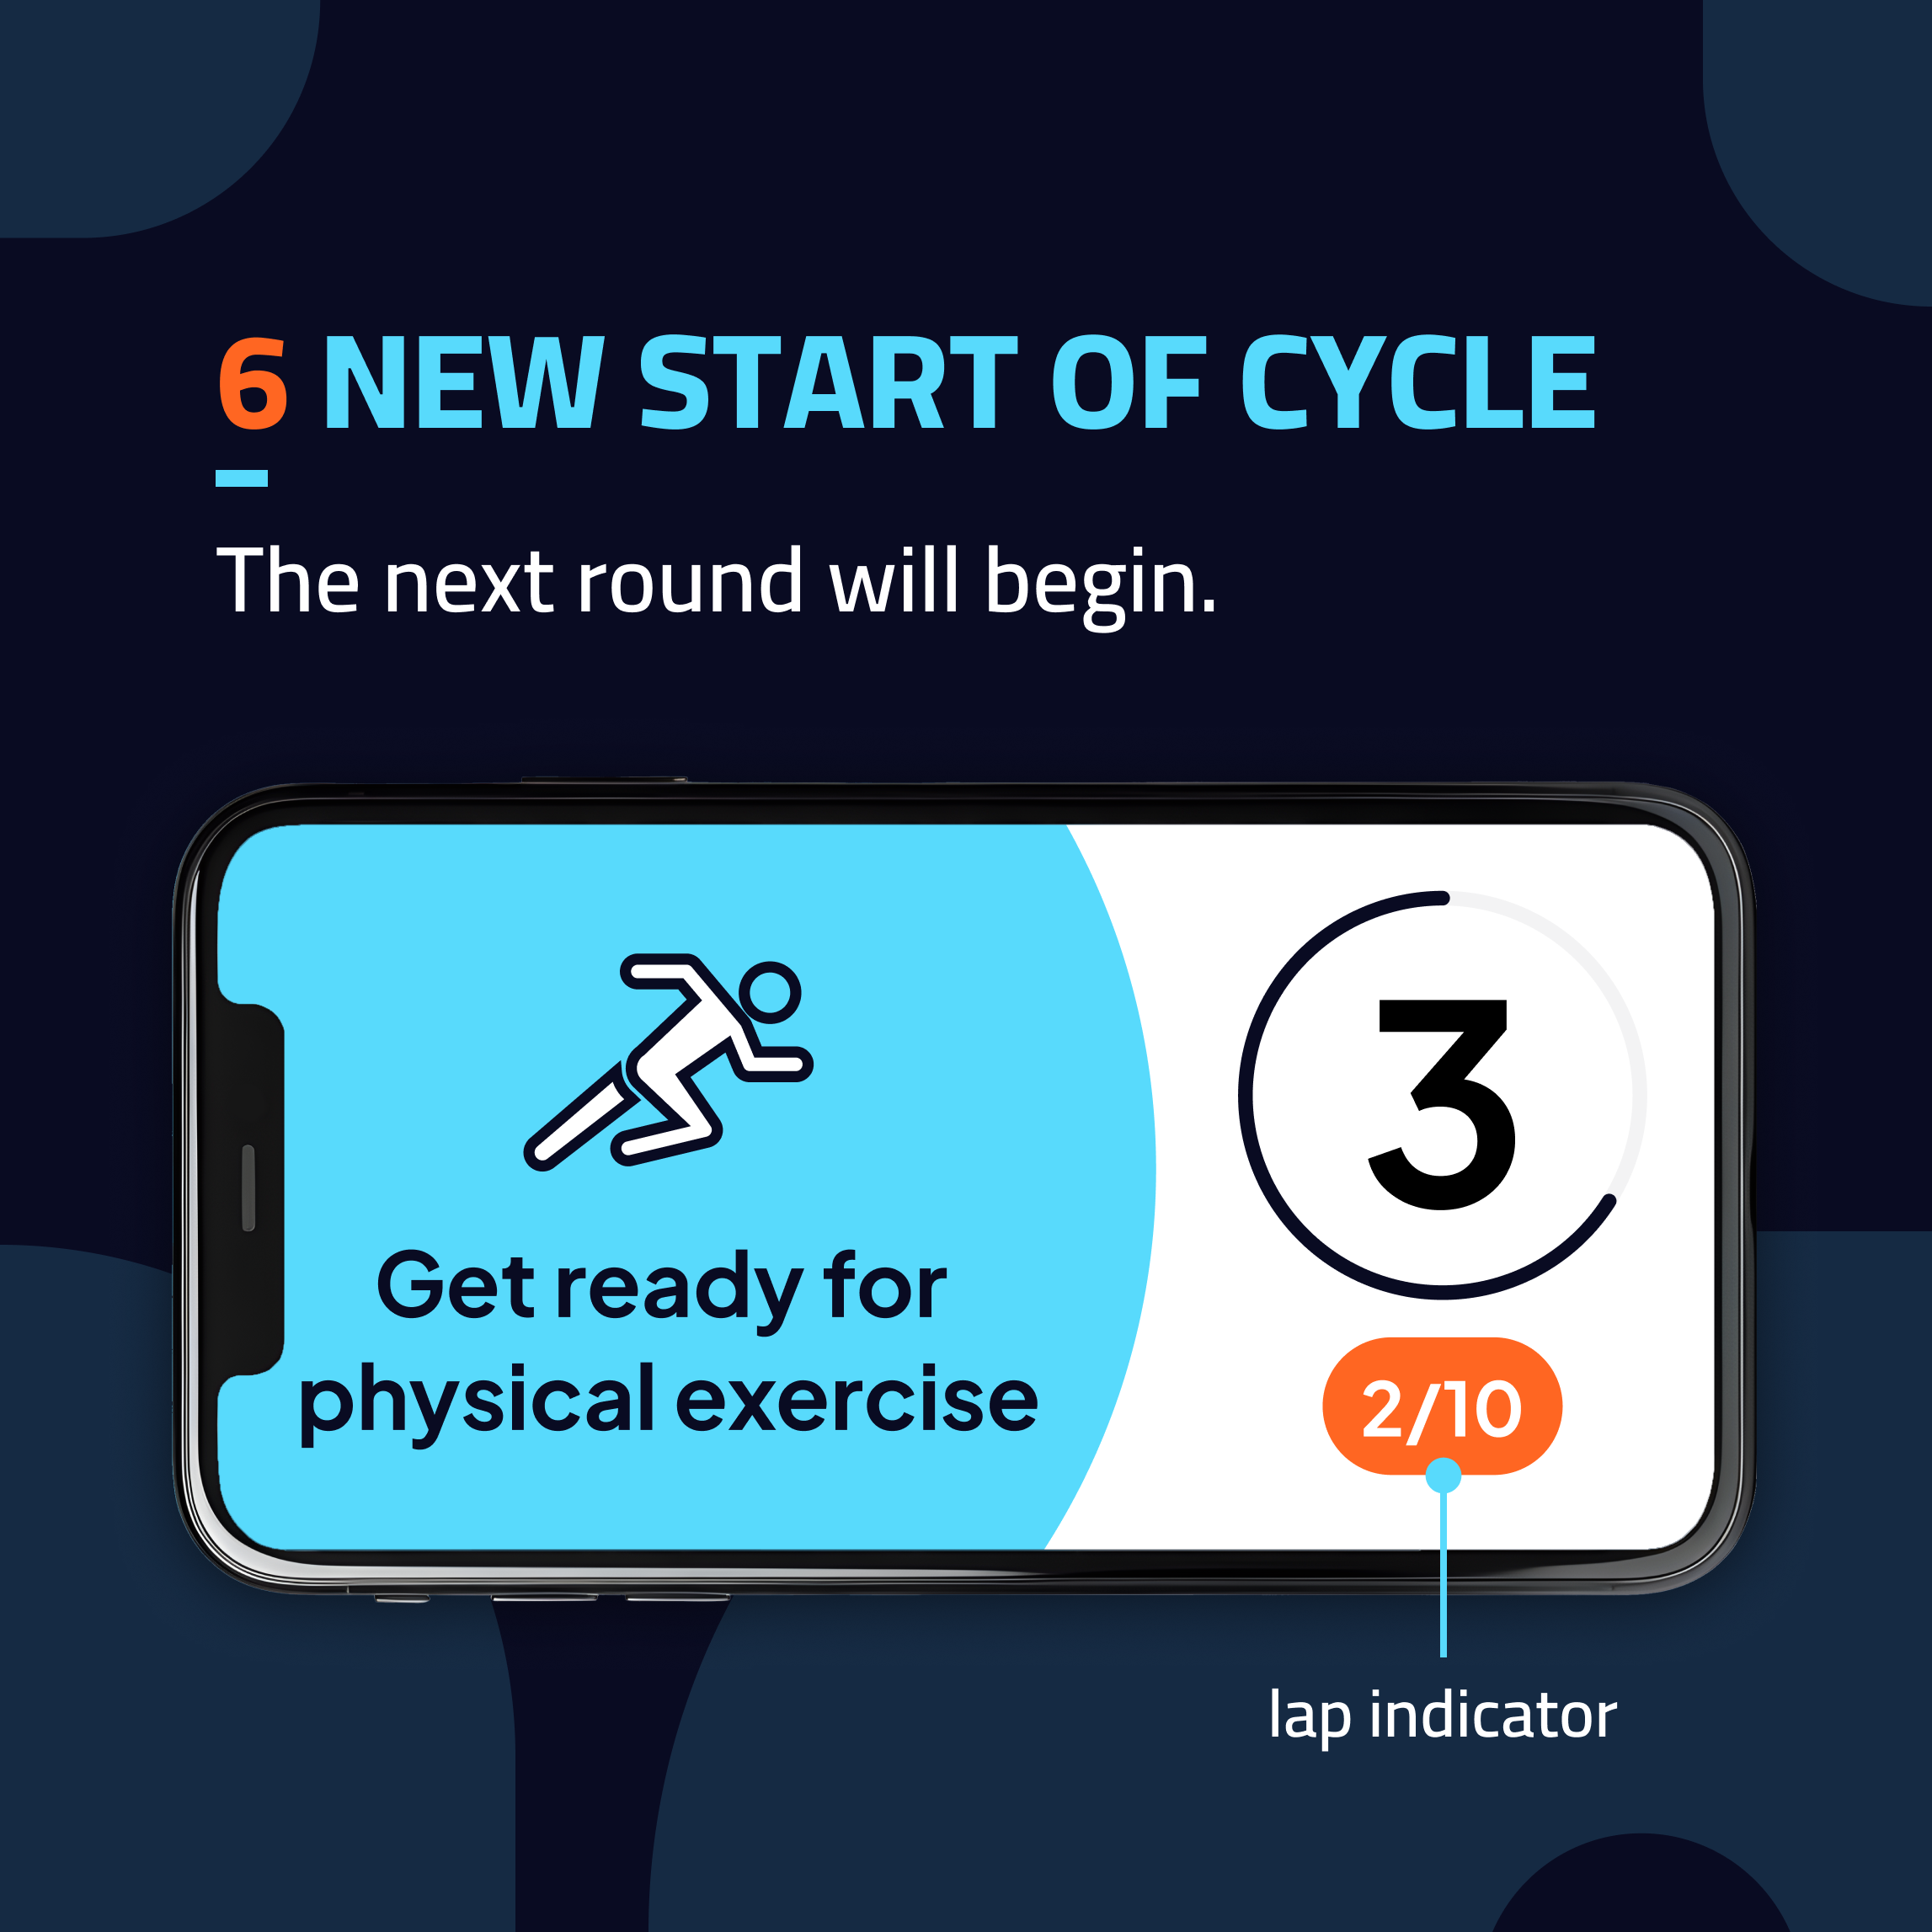 6 NEW START OF CYCLE
The next round will begin.
Get ready for
physical exercise
3
2/10
lap indicator